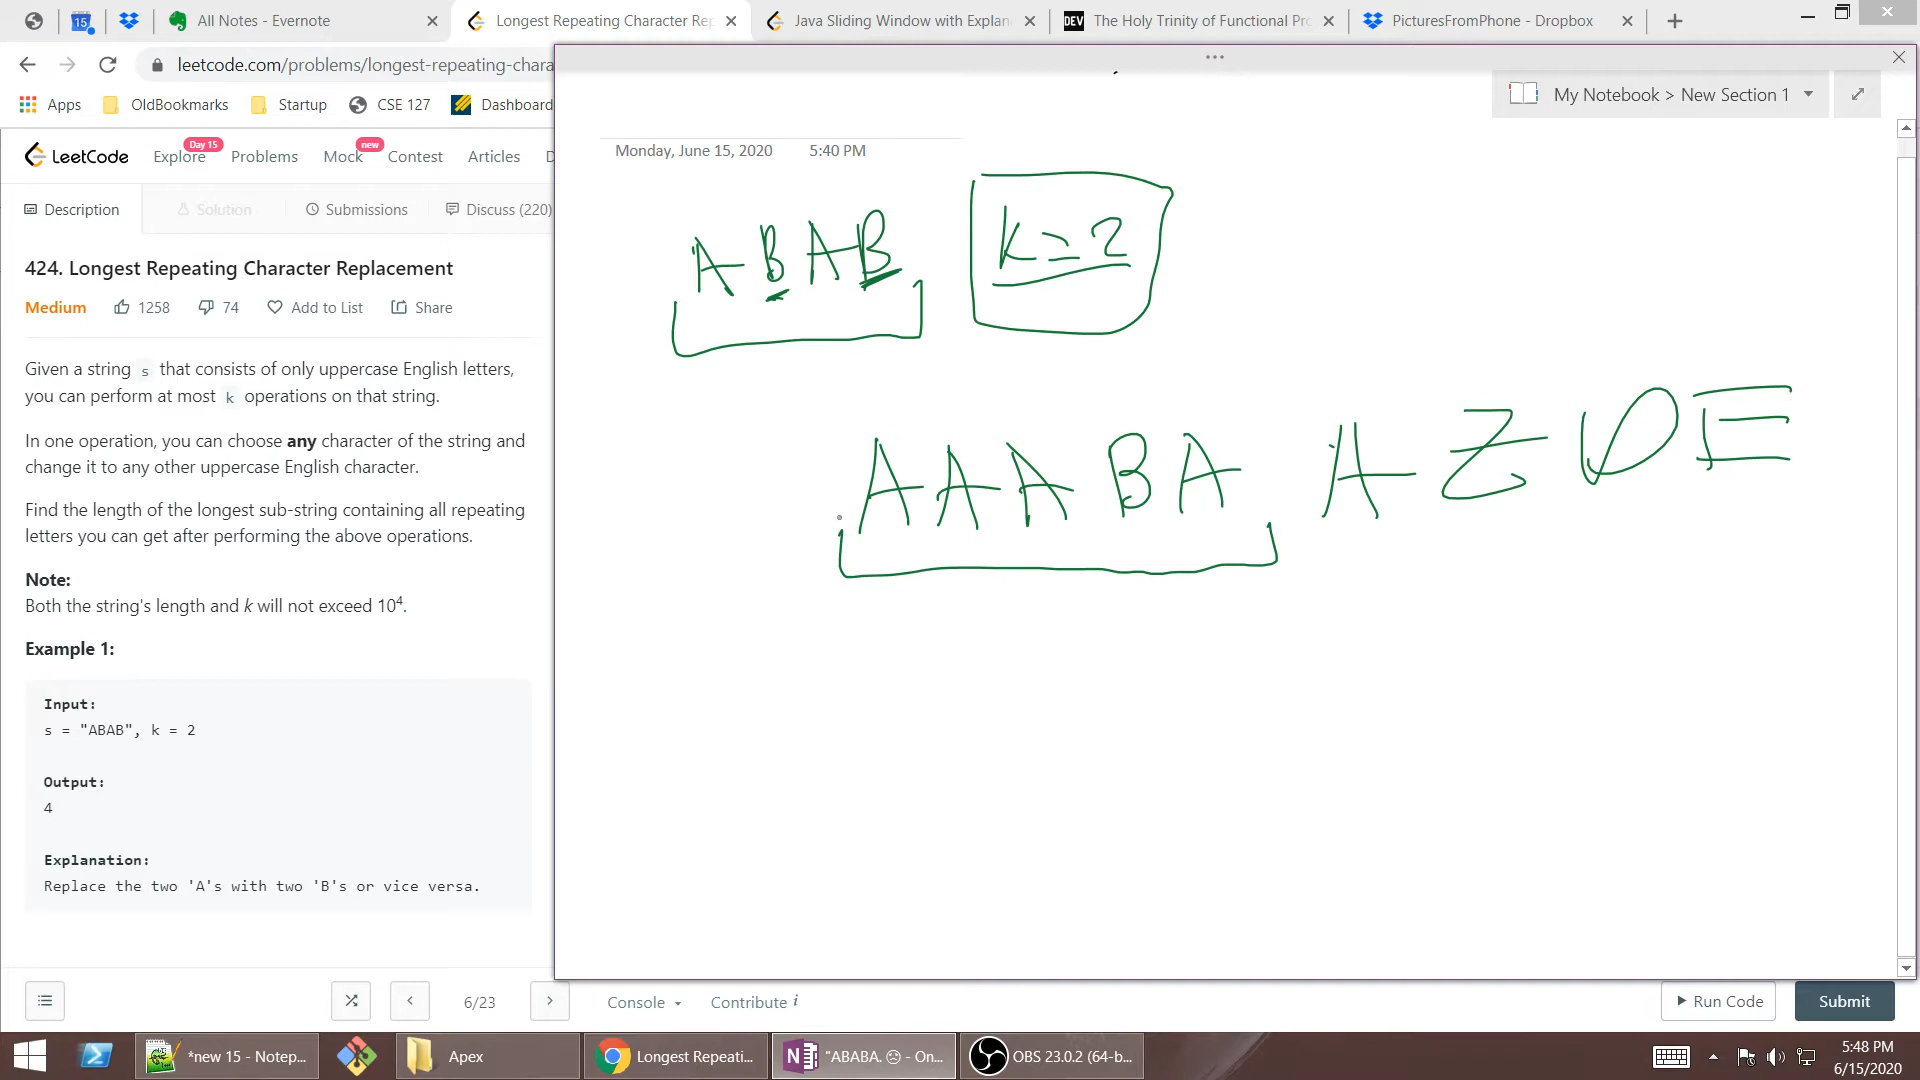 All Notes - Evernote
Longest Repeating Character Rep
Java Sliding Window with Explan
DEV The Holy Trinity of Functional Pro
PicturesFromPhone - Dropbox
leetcode.com/problems/longest-repeating-chara
Apps OldBookmarks Startup CSE 127 Dashboard
LeetCode Explore Day 15 Problems Mock new Contest Articles D
Description Solution Submissions Discuss (220)
424. Longest Repeating Character Replacement
Medium 1258 74 Add to List Share
Given a string s that consists of only uppercase English letters,
you can perform at most k operations on that string.
In one operation, you can choose any character of the string and
change it to any other uppercase English character.
Find the length of the longest sub-string containing all repeating
letters you can get after performing the above operations.
Note:
Both the string's length and k will not exceed 10⁴.
Example 1:
Input:
s = "ABAB", k = 2
Output:
4
Explanation:
Replace the two 'A's with two 'B's or vice versa.
My Notebook > New Section 1
Monday, June 15, 2020 5:40 PM
A B A B k = 2
A A A B A A Z D E
6/23 Console Contribute i Run Code Submit
*new 15 - Notep... Apex Longest Repeati... "ABABA. ☹ - On... OBS 23.0.2 (64-b...
5:48 PM
6/15/2020